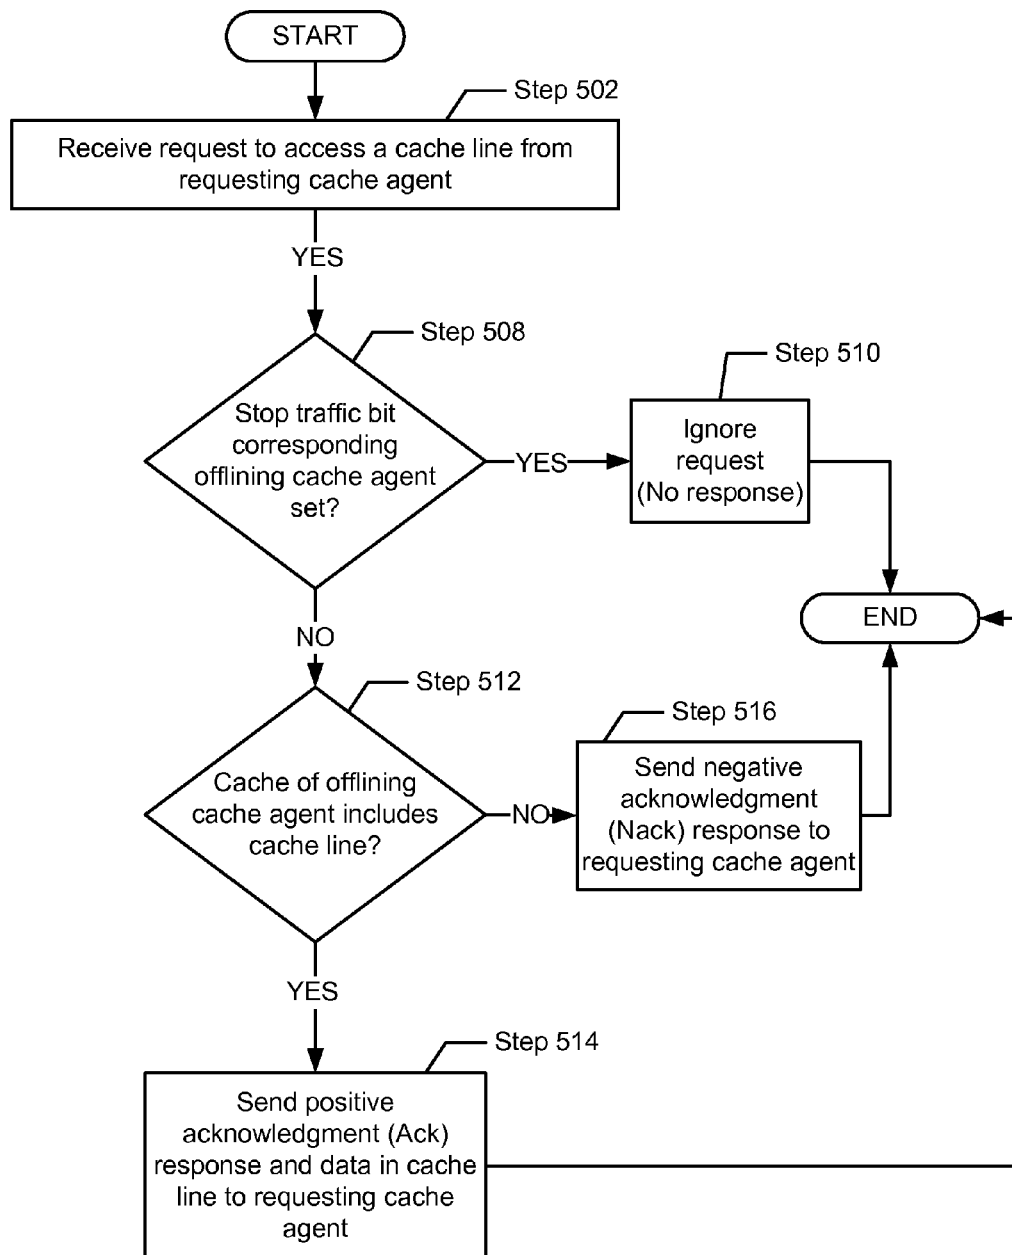 START
Step 502
Receive request to access a cache line from
requesting cache agent
YES
Step 508
Stop traffic bit
corresponding
offlining cache agent
set?
YES
Step 510
Ignore
request
(No response)
END
NO
Step 512
Cache of offlining
cache agent includes
cache line?
NO
Step 516
Send negative
acknowledgment
(Nack) response to
requesting cache agent
YES
Step 514
Send positive
acknowledgment (Ack)
response and data in cache
line to requesting cache
agent